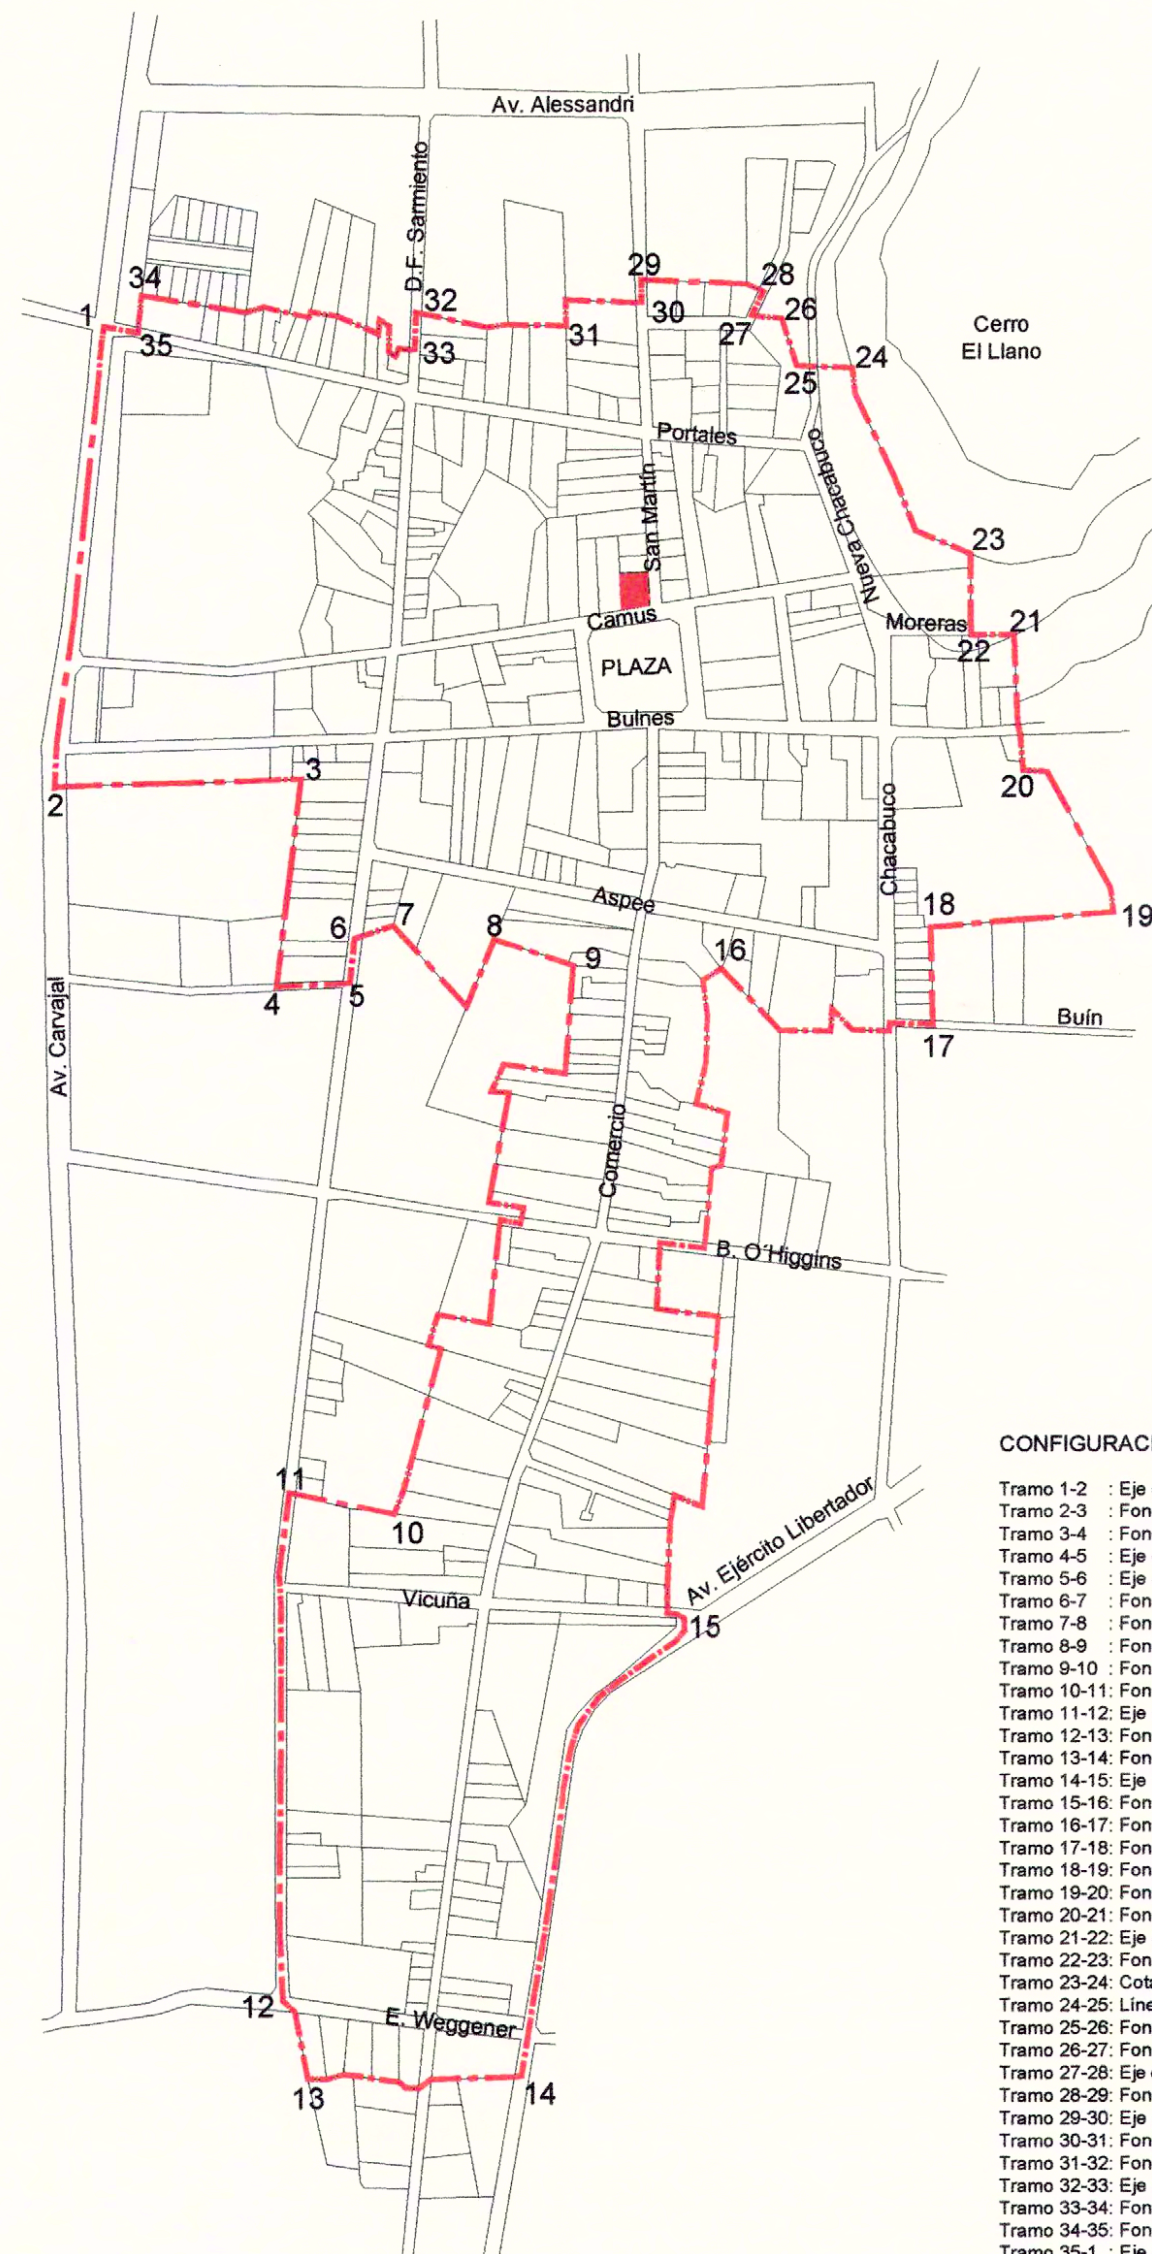 Av. Alessandri
D.F. Sarmiento
34
29
28
1
35
32
33
31
30
27
26
25
24
Cerro
El Llano
Portales
San Martín
Nueva Chacabuco
23
Camus
Moreras
21
22
PLAZA
Bulnes
3
2
20
Chacabuco
Aspee
6
7
8
9
16
18
19
4
5
17
Buín
Av. Carvajal
Comercio
B. O'Higgins
11
10
Vicuña
Av. Ejército Libertador
15
12
E. Weggener
13
14
CONFIGURACI
Tramo 1-2 : Eje
Tramo 2-3 : Fon
Tramo 3-4 : Fon
Tramo 4-5 : Eje
Tramo 5-6 : Eje
Tramo 6-7 : Fon
Tramo 7-8 : Fon
Tramo 8-9 : Fon
Tramo 9-10 : Fon
Tramo 10-11: Fon
Tramo 11-12: Eje
Tramo 12-13: Fon
Tramo 13-14: Fon
Tramo 14-15: Eje
Tramo 15-16: Fon
Tramo 16-17: Fon
Tramo 17-18: Fon
Tramo 18-19: Fon
Tramo 19-20: Fon
Tramo 20-21: Fon
Tramo 21-22: Eje
Tramo 22-23: Fon
Tramo 23-24: Cota
Tramo 24-25: Líne
Tramo 25-26: Fon
Tramo 26-27: Fon
Tramo 27-28: Eje
Tramo 28-29: Fon
Tramo 29-30: Eje
Tramo 30-31: Fon
Tramo 31-32: Fon
Tramo 32-33: Eje
Tramo 33-34: Fon
Tramo 34-35: Fon
Tramo 35-1 : Eje